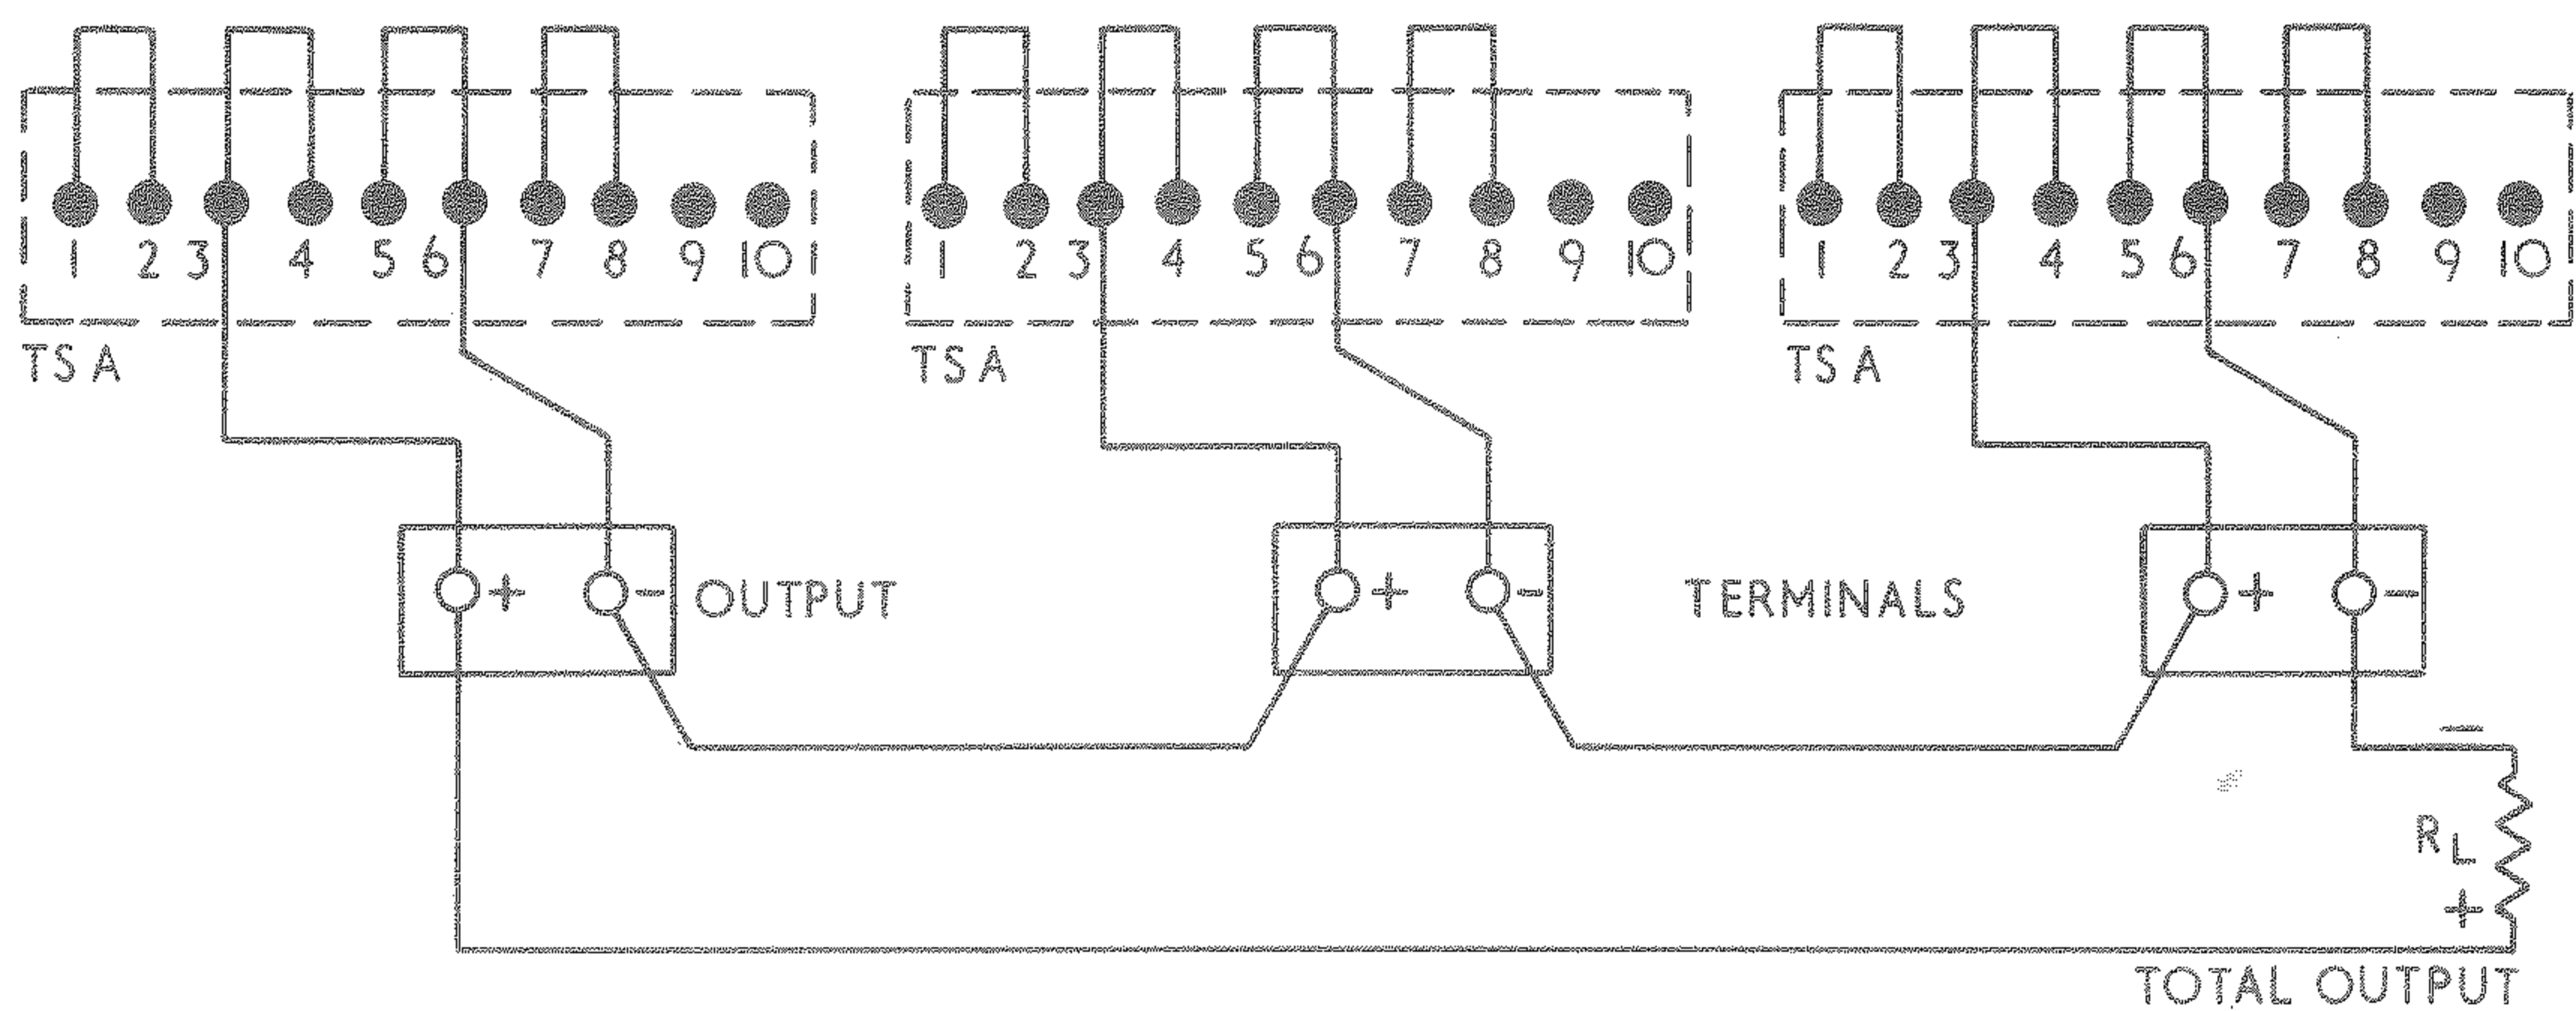 1 2 3 4 5 6 7 8 9 10
1 2 3 4 5 6 7 8 9 10
1 2 3 4 5 6 7 8 9 10
TSA
TSA
TSA
+ − OUTPUT
+ −
TERMINALS
+ −
−
RL
+
TOTAL OUTPUT